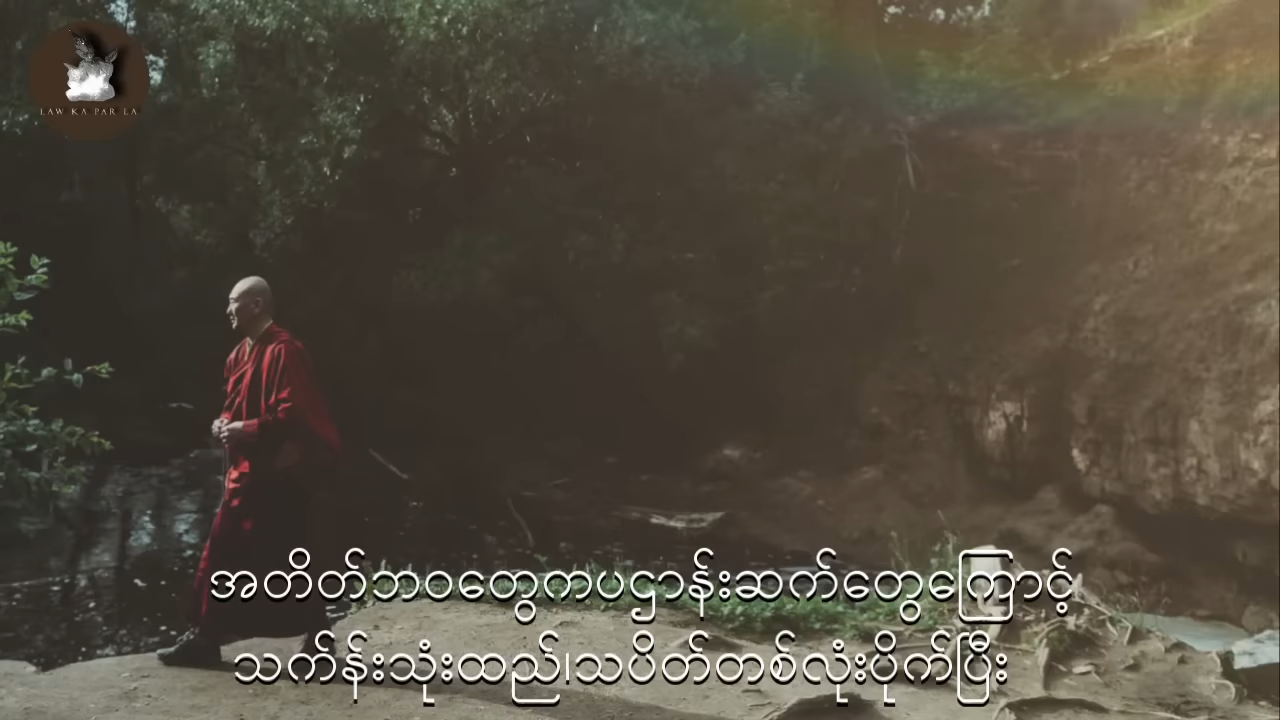 LAW KA PAR LA
အတိတ်ဘဝတွေကပဌာန်းဆက်တွေကြောင့်
သင်္ကန်းသုံးထည်၊သပိတ်တစ်လုံးပိုက်ပြီး